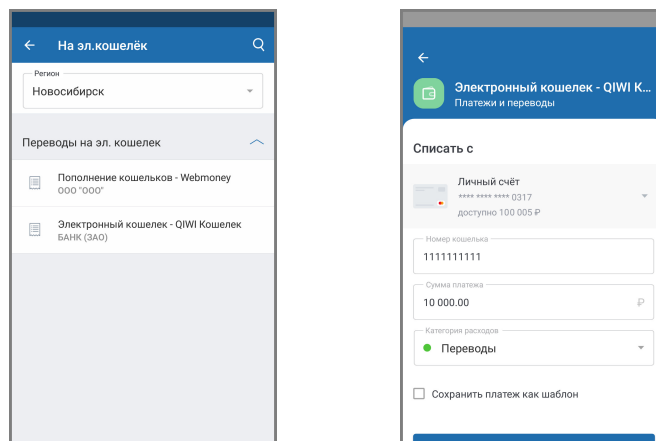 На эл.кошелёк
Регион
Новосибирск
Переводы на эл. кошелек
Пополнение кошельков - Webmoney
ООО "ООО"
Электронный кошелек - QIWI Кошелек
БАНК (ЗАО)
Электронный кошелек - QIWI К...
Платежи и переводы
Списать с
Личный счёт
**** **** **** 0317
доступно 100 005 ₽
Номер кошелька
1111111111
Сумма платежа
10 000.00 ₽
Категория расходов
Переводы
Сохранить платеж как шаблон